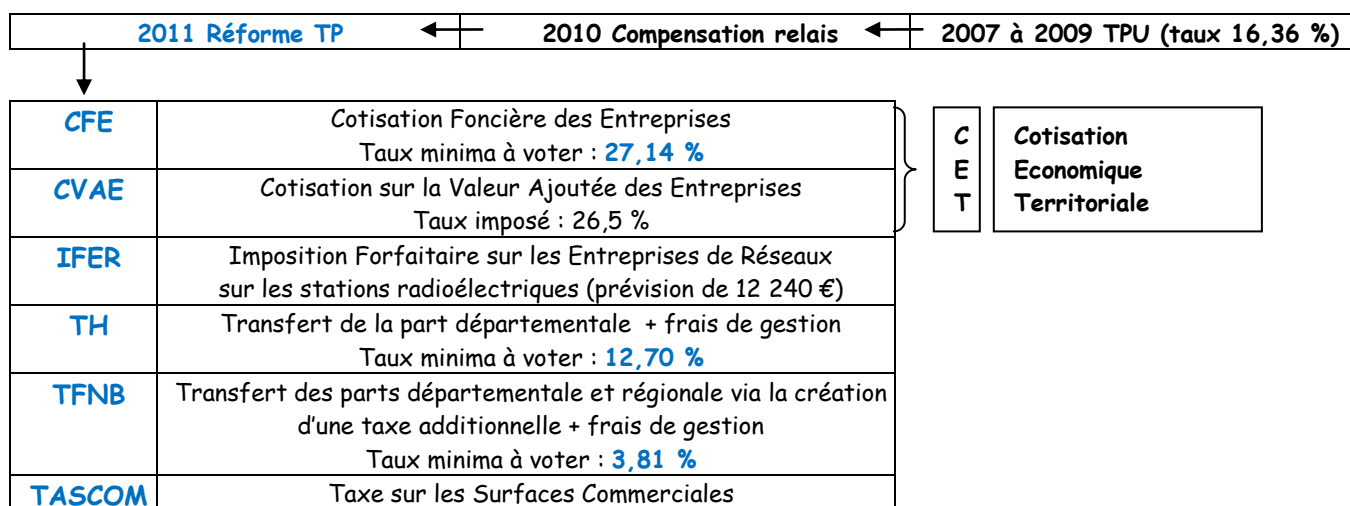 2011 Réforme TP 2010 Compensation relais 2007 à 2009 TPU (taux 16,36 %)
CFE Cotisation Foncière des Entreprises
Taux minima à voter : 27,14 %
CVAE Cotisation sur la Valeur Ajoutée des Entreprises
Taux imposé : 26,5 %
C Cotisation
E Economique
T Territoriale
IFER Imposition Forfaitaire sur les Entreprises de Réseaux
sur les stations radioélectriques (prévision de 12 240 €)
TH Transfert de la part départementale + frais de gestion
Taux minima à voter : 12,70 %
TFNB Transfert des parts départementale et régionale via la création
d'une taxe additionnelle + frais de gestion
Taux minima à voter : 3,81 %
TASCOM Taxe sur les Surfaces Commerciales